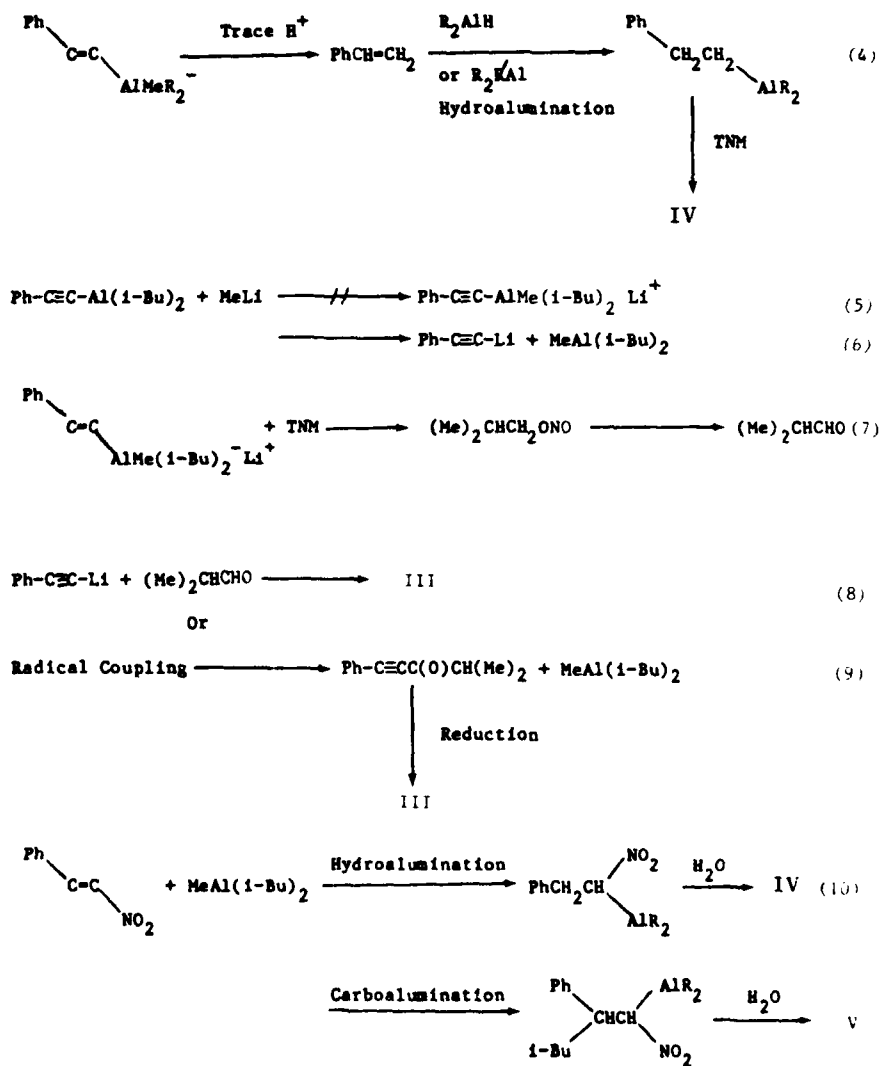 Ph C=C AlMeR2⁻ Trace H⁺ PhCH=CH2 R2AlH or R2R'Al Hydroalumination Ph CH2CH2 AlR2 (4)
TNM
IV
Ph-C≡C-Al(i-Bu)2 + MeLi Ph-C≡C-AlMe(i-Bu)2 Li⁺ (5)
Ph-C≡C-Li + MeAl(i-Bu)2 (6)
Ph C=C AlMe(i-Bu)2⁻Li⁺ + TNM (Me)2CHCH2ONO (Me)2CHCHO (7)
Ph-C≡C-Li + (Me)2CHCHO III (8)
Or
Radical Coupling Ph-C≡CC(O)CH(Me)2 + MeAl(i-Bu)2 (9)
Reduction
III
Ph C=C NO2 + MeAl(i-Bu)2 Hydroalumination PhCH2CH NO2 AlR2 H2O IV (10)
Carboalumination Ph i-Bu CHCH AlR2 NO2 H2O V